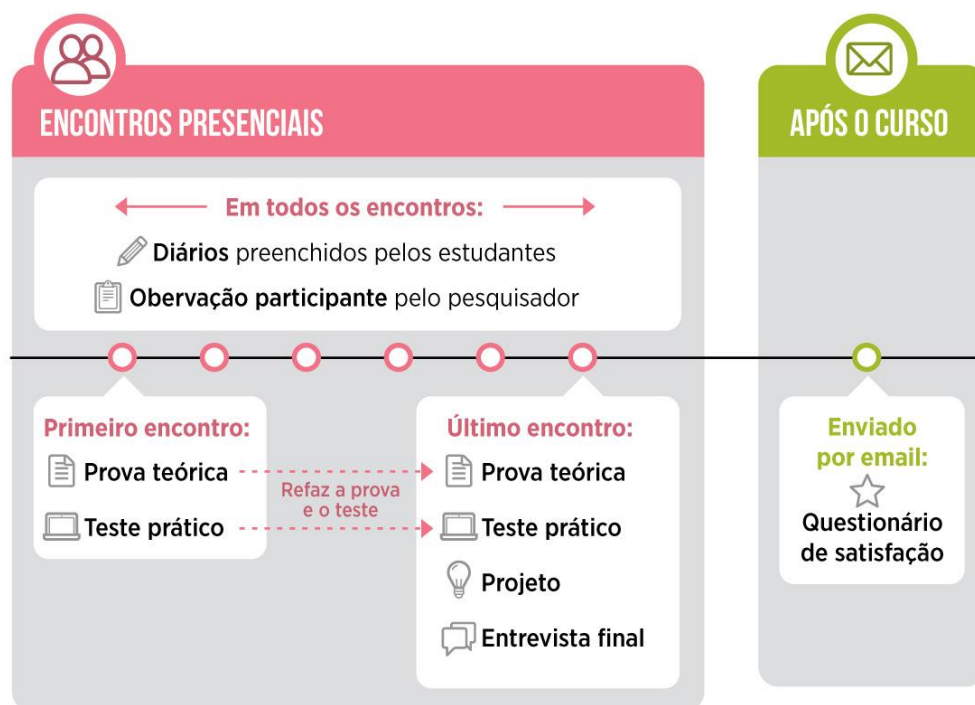 ENCONTROS PRESENCIAIS
Em todos os encontros:
Diários preenchidos pelos estudantes
Obervação participante pelo pesquisador
Primeiro encontro:
Prova teórica
Teste prático
Refaz a prova
e o teste
Último encontro:
Prova teórica
Teste prático
Projeto
Entrevista final
APÓS O CURSO
Enviado
por email:
Questionário
de satisfação